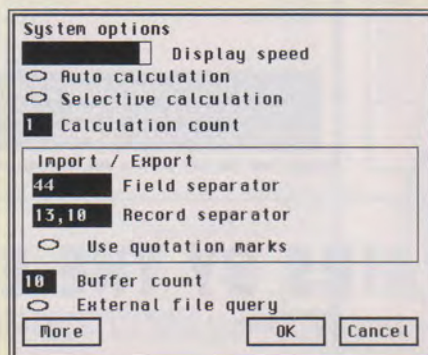 System options
Display speed
Auto calculation
Selective calculation
1 Calculation count
Import / Export
44 Field separator
13,10 Record separator
Use quotation marks
10 Buffer count
External file query
More OK Cancel